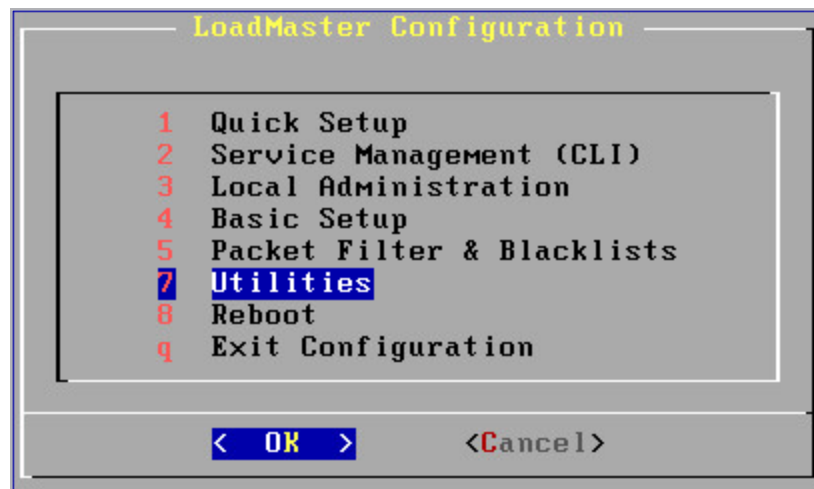 LoadMaster Configuration
1 Quick Setup
2 Service Management (CLI)
3 Local Administration
4 Basic Setup
5 Packet Filter & Blacklists
7 Utilities
8 Reboot
q Exit Configuration
< OK > <Cancel>